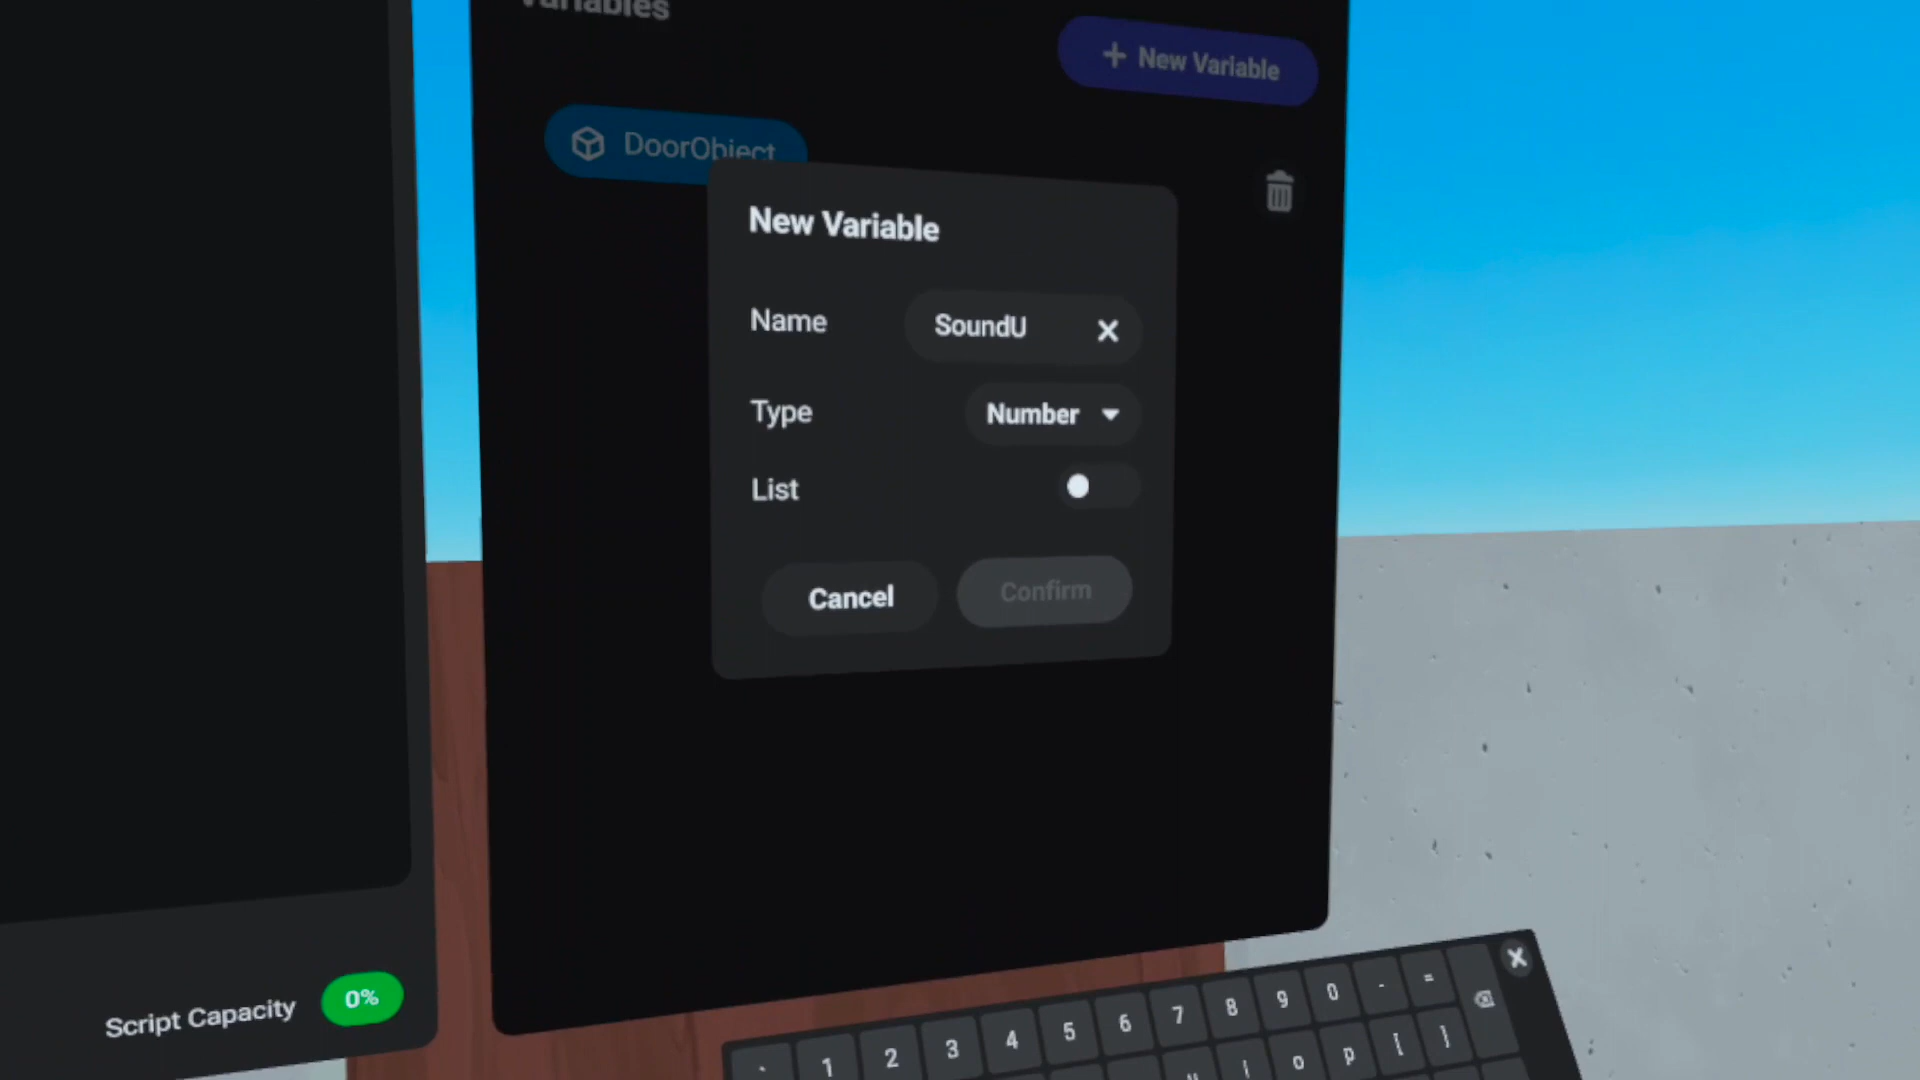 Variables
+ New Variable
DoorObject
New Variable
Name
SoundU
Type
Number
List
Cancel
Confirm
Script Capacity
0%
` 1 2 3 4 5 6 7 8 9 0 - =
o p [ ]